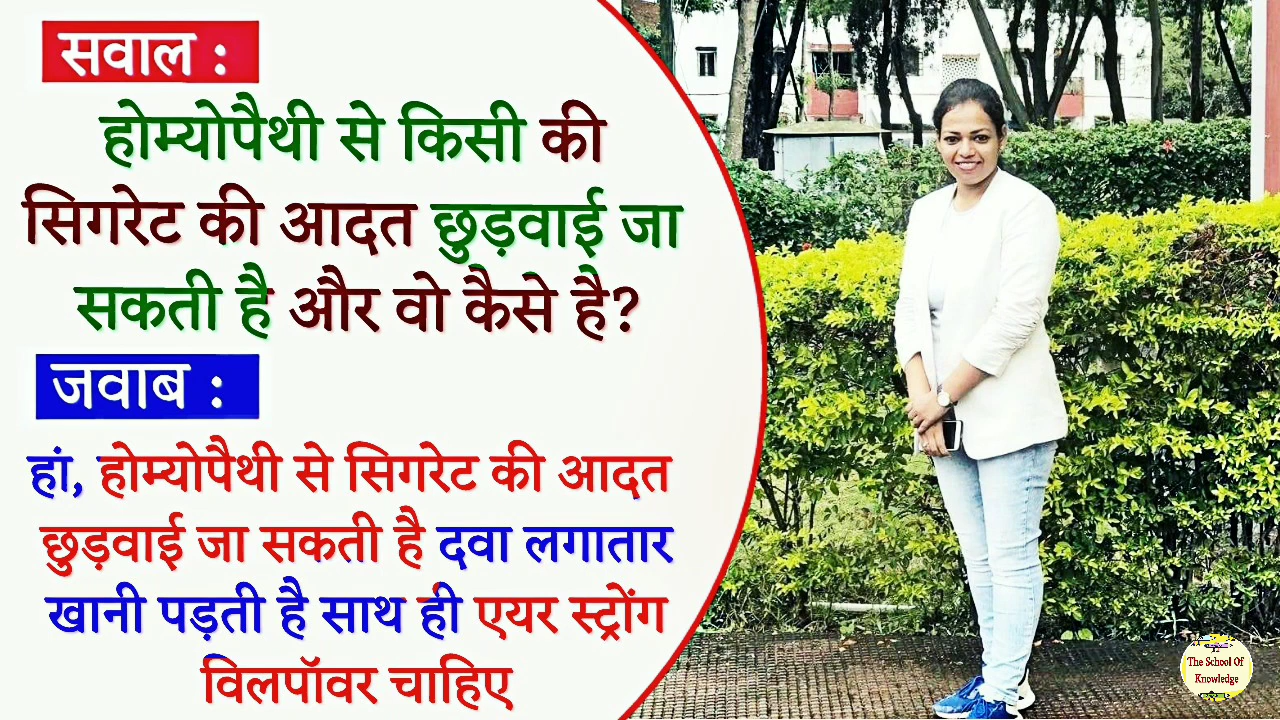 सवाल :
होम्योपैथी से किसी की
सिगरेट की आदत छुड़वाई जा
सकती है और वो कैसे है?
जवाब :
हां, होम्योपैथी से सिगरेट की आदत
छुड़वाई जा सकती है दवा लगातार
खानी पड़ती है साथ ही एयर स्ट्रोंग
विलपॉवर चाहिए
The School Of
Knowledge